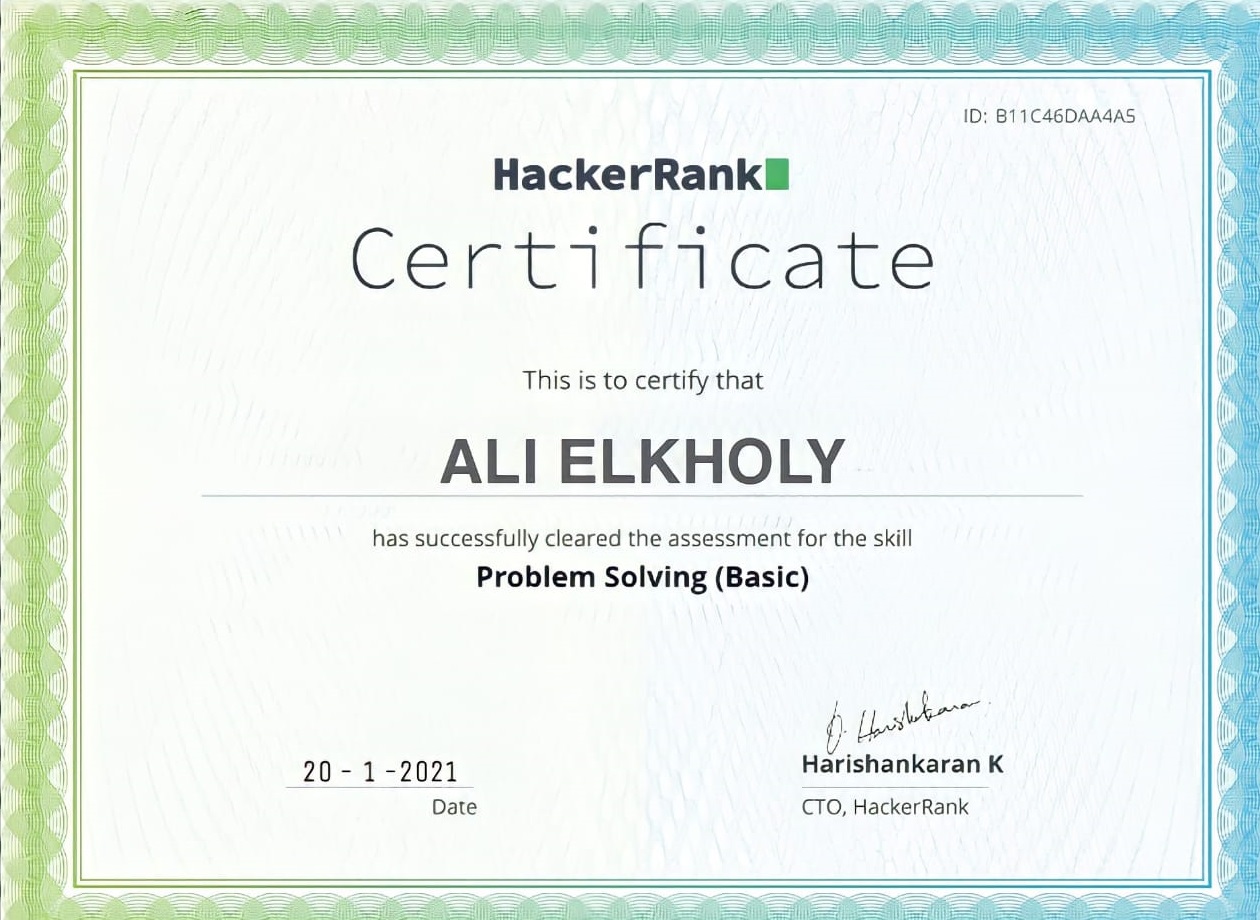 ID: B11C46DAA4A5
HackerRank
Certificate
This is to certify that
ALI ELKHOLY
has successfully cleared the assessment for the skill
Problem Solving (Basic)
20 - 1 -2021
Date
Harishankaran K
CTO, HackerRank